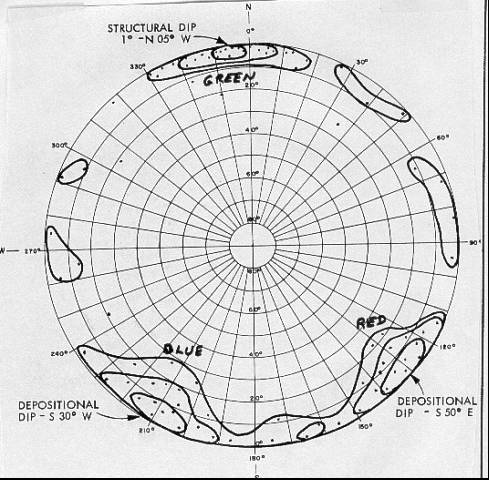 N
STRUCTURAL DIP
1° -N 05° W
0°
330°
30°
GREEN
20°
40°
60°
300°
60°
80°
W
270°
90°
80°
60°
RED
BLUE
240°
40°
120°
20°
DEPOSITIONAL
DIP - S 30° W
DEPOSITIONAL
DIP - S 50° E
210°
150°
180°
S